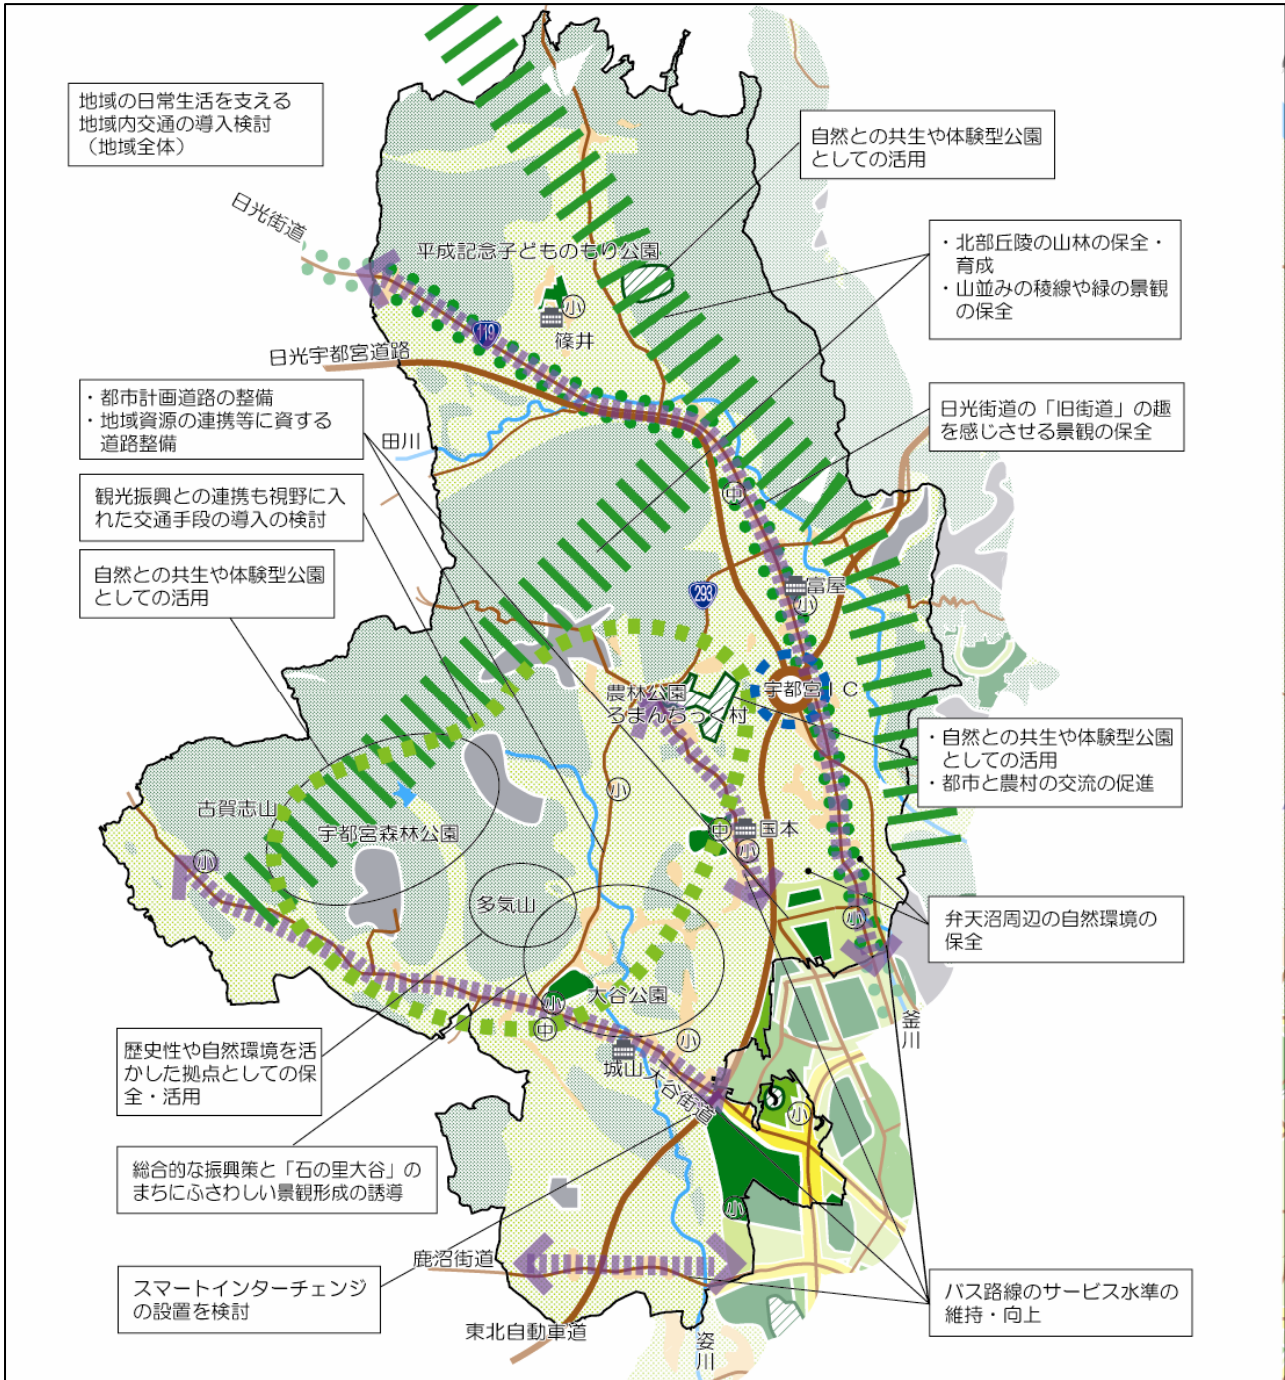 地域の日常生活を支える
地域内交通の導入検討
（地域全体）
自然との共生や体験型公園
としての活用
日光街道
・北部丘陵の山林の保全・
育成
・山並みの稜線や緑の景観
の保全
平成記念子どものもり公園
小
119
篠井
日光宇都宮道路
・都市計画道路の整備
・地域資源の連携等に資する
道路整備
日光街道の「旧街道」の趣
を感じさせる景観の保全
田川
観光振興との連携も視野に入
れた交通手段の導入の検討
中
自然との共生や体験型公園
としての活用
293
富屋
小
農林公園
ろまんちっく村
宇都宮ＩＣ
・自然との共生や体験型公園
としての活用
・都市と農村の交流の促進
小
古賀志山
宇都宮森林公園
中
国本
小
小
多気山
小
弁天沼周辺の自然環境の
保全
大谷公園
小
中
小
釜川
歴史性や自然環境を活
かした拠点としての保
全・活用
城山
大谷街道
小
総合的な振興策と「石の里大谷」の
まちにふさわしい景観形成の誘導
小
鹿沼街道
スマートインターチェンジ
の設置を検討
バス路線のサービス水準の
維持・向上
東北自動車道
姿川